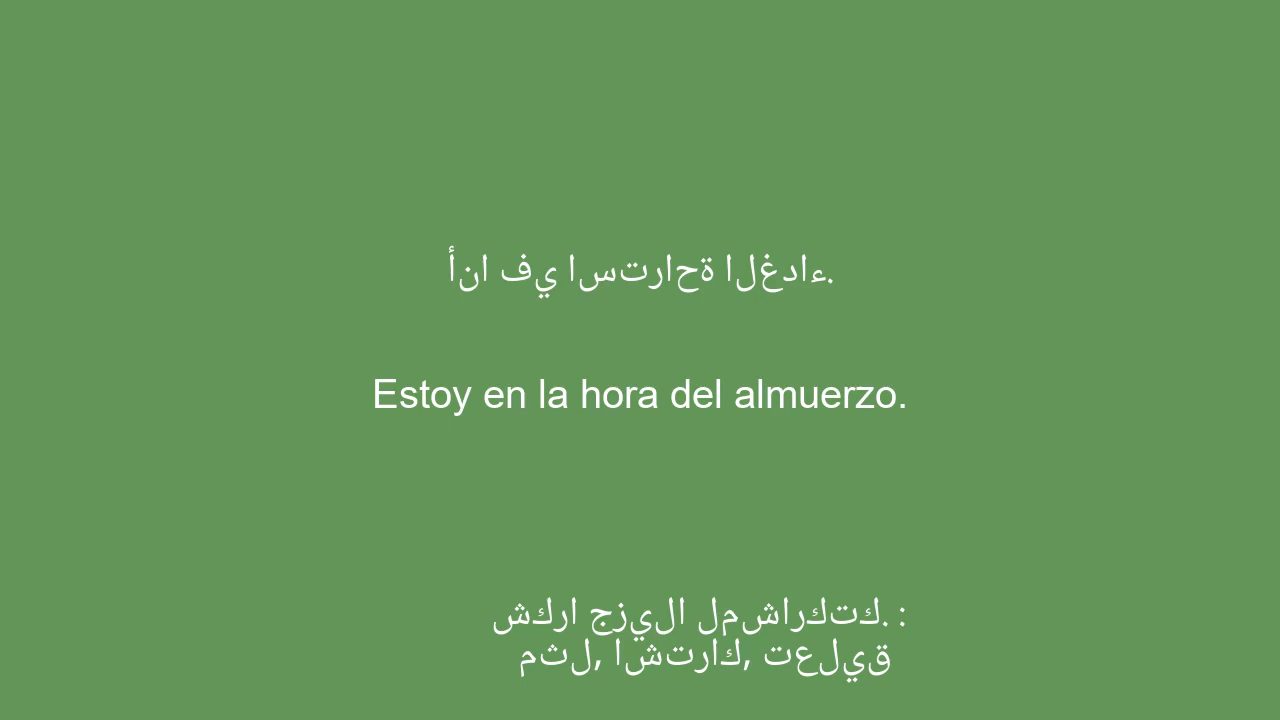 أنا في استراحة الغداء.
Estoy en la hora del almuerzo.
شكرا جزيلا لمشاركتك. :
مثل, اشتراك, تعليق